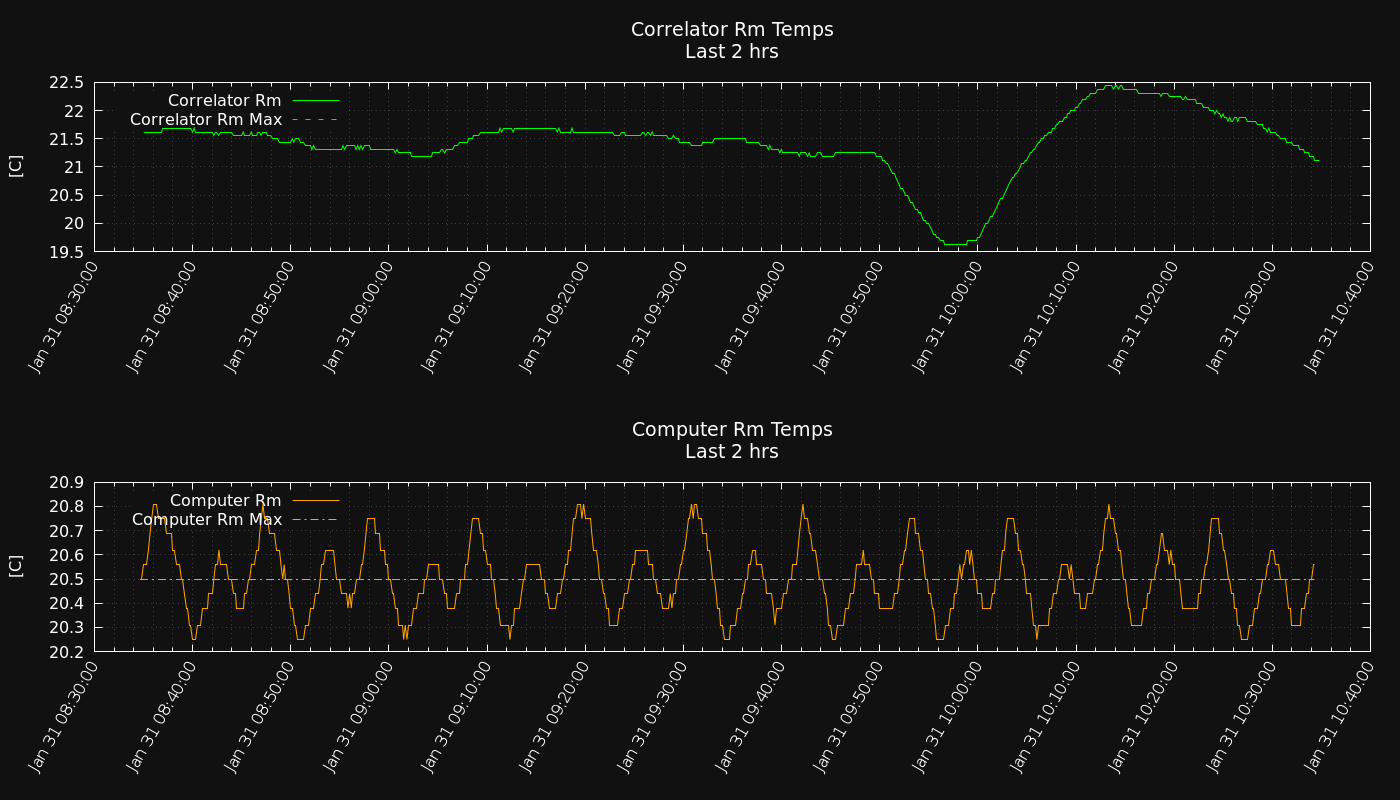 Correlator Rm Temps
Last 2 hrs
22.5
22
21.5
21
20.5
20
19.5
[C]
Correlator Rm
Correlator Rm Max
Jan 31 08:30:00
Jan 31 08:40:00
Jan 31 08:50:00
Jan 31 09:00:00
Jan 31 09:10:00
Jan 31 09:20:00
Jan 31 09:30:00
Jan 31 09:40:00
Jan 31 09:50:00
Jan 31 10:00:00
Jan 31 10:10:00
Jan 31 10:20:00
Jan 31 10:30:00
Jan 31 10:40:00
Computer Rm Temps
Last 2 hrs
20.9
20.8
20.7
20.6
20.5
20.4
20.3
20.2
[C]
Computer Rm
Computer Rm Max
Jan 31 08:30:00
Jan 31 08:40:00
Jan 31 08:50:00
Jan 31 09:00:00
Jan 31 09:10:00
Jan 31 09:20:00
Jan 31 09:30:00
Jan 31 09:40:00
Jan 31 09:50:00
Jan 31 10:00:00
Jan 31 10:10:00
Jan 31 10:20:00
Jan 31 10:30:00
Jan 31 10:40:00